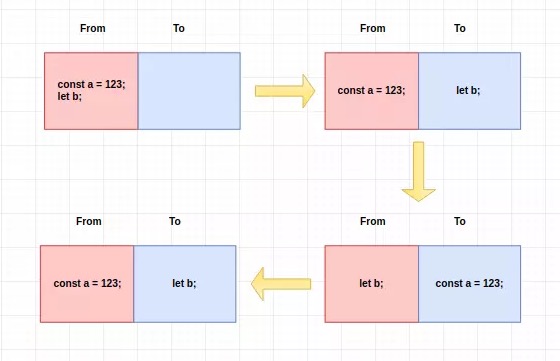 From To
const a = 123;
let b;
From To
const a = 123; let b;
From To
let b; const a = 123;
From To
const a = 123; let b;